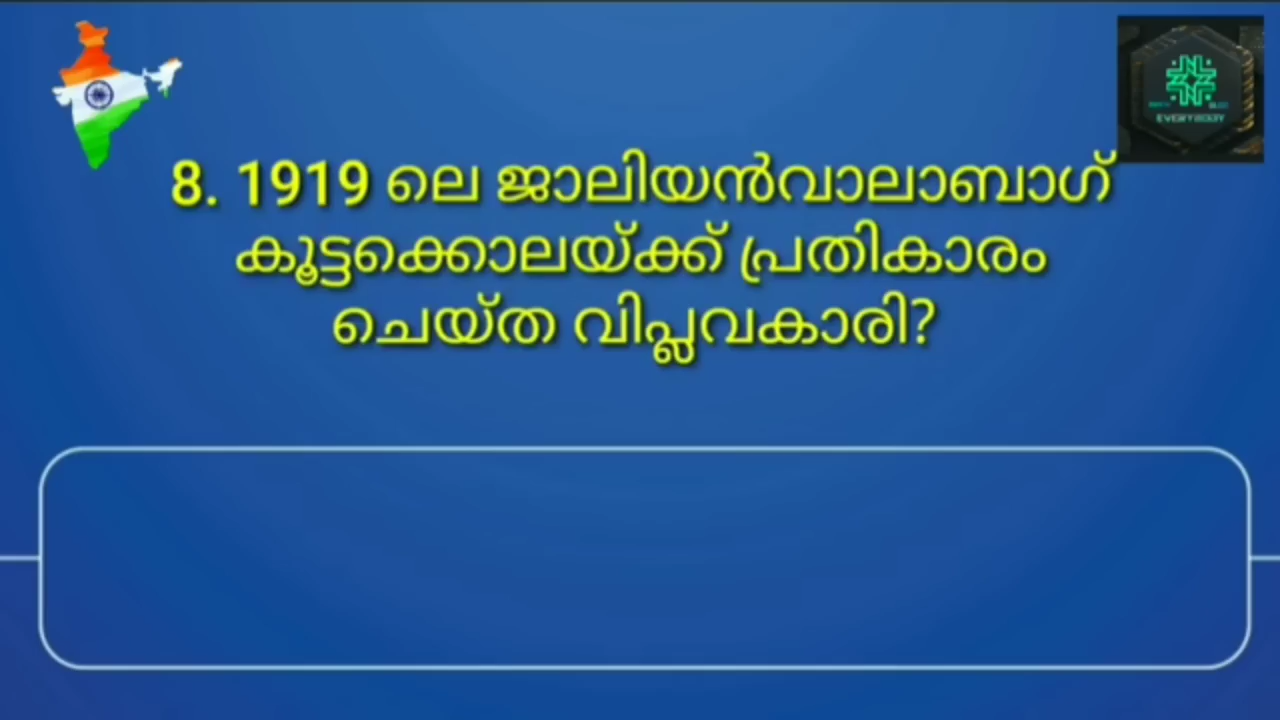 8. 1919 ലെ ജാലിയൻവാലാബാഗ്
കൂട്ടക്കൊലയ്ക്ക് പ്രതികാരം
ചെയ്ത വിപ്ലവകാരി?